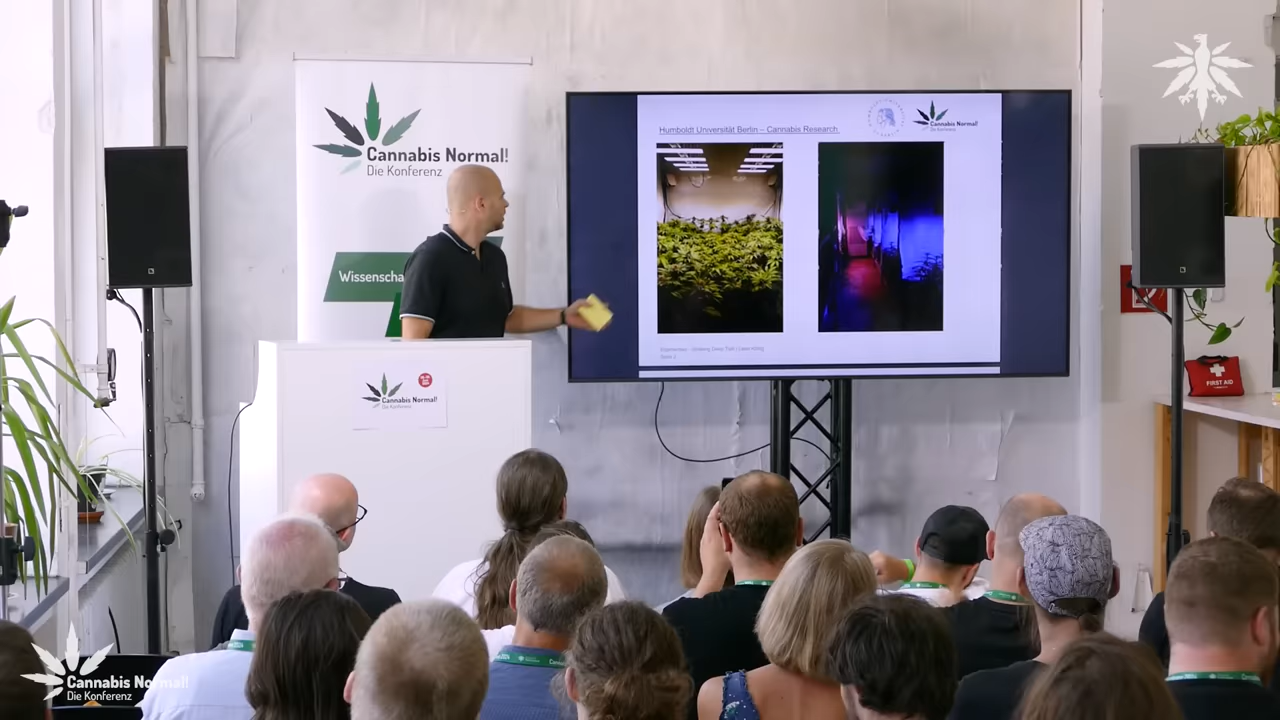 Cannabis Normal!
Die Konferenz
Wissenscha
Humboldt Universität Berlin – Cannabis Research
Cannabis Normal!
Die Konferenz
Cannabis Normal!
Die Konferenz
FIRST AID
Cannabis Normal!
Die Konferenz